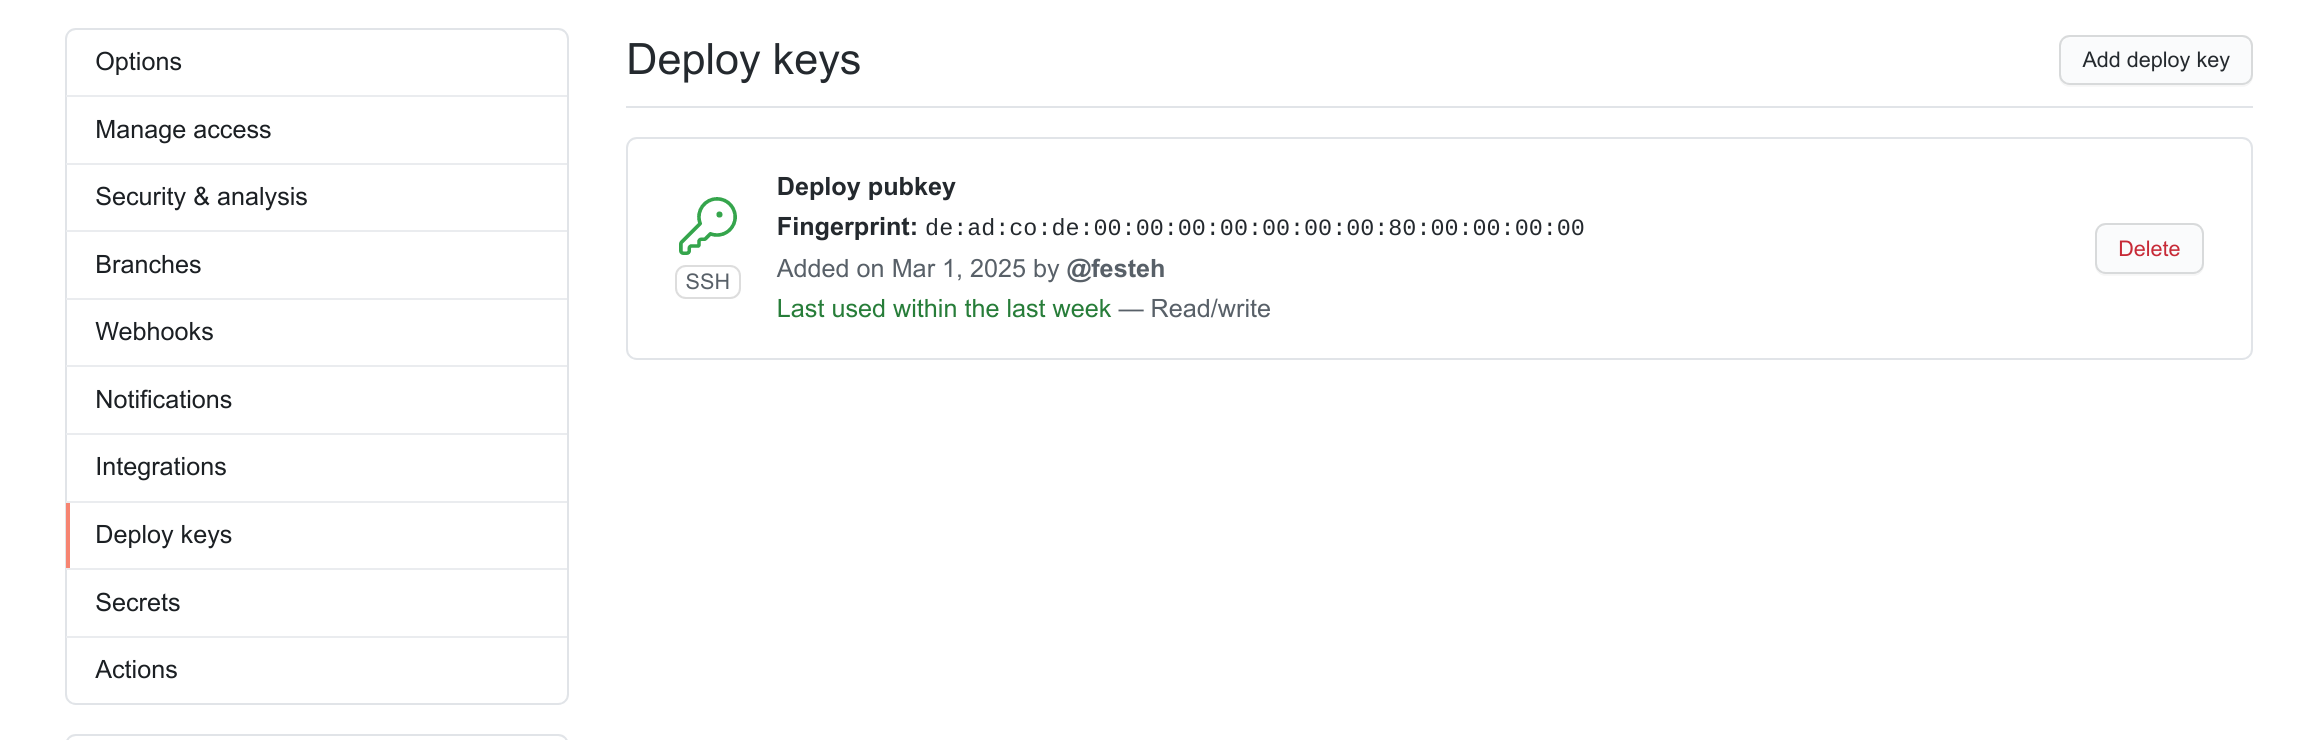 Options
Manage access
Security & analysis
Branches
Webhooks
Notifications
Integrations
Deploy keys
Secrets
Actions
Deploy keys
Add deploy key
SSH
Deploy pubkey
Fingerprint: de:ad:co:de:00:00:00:00:00:00:00:80:00:00:00:00
Added on Mar 1, 2025 by @festeh
Last used within the last week — Read/write
Delete